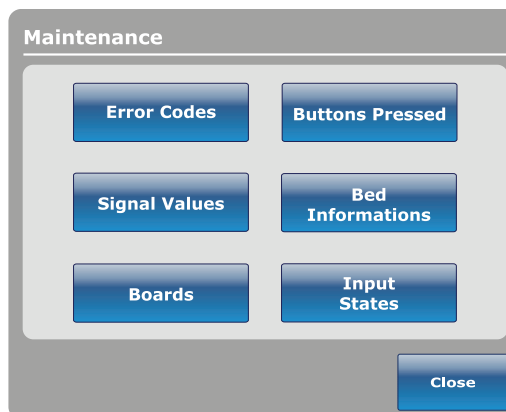 Maintenance
Error Codes
Buttons Pressed
Signal Values
Bed
Informations
Boards
Input
States
Close